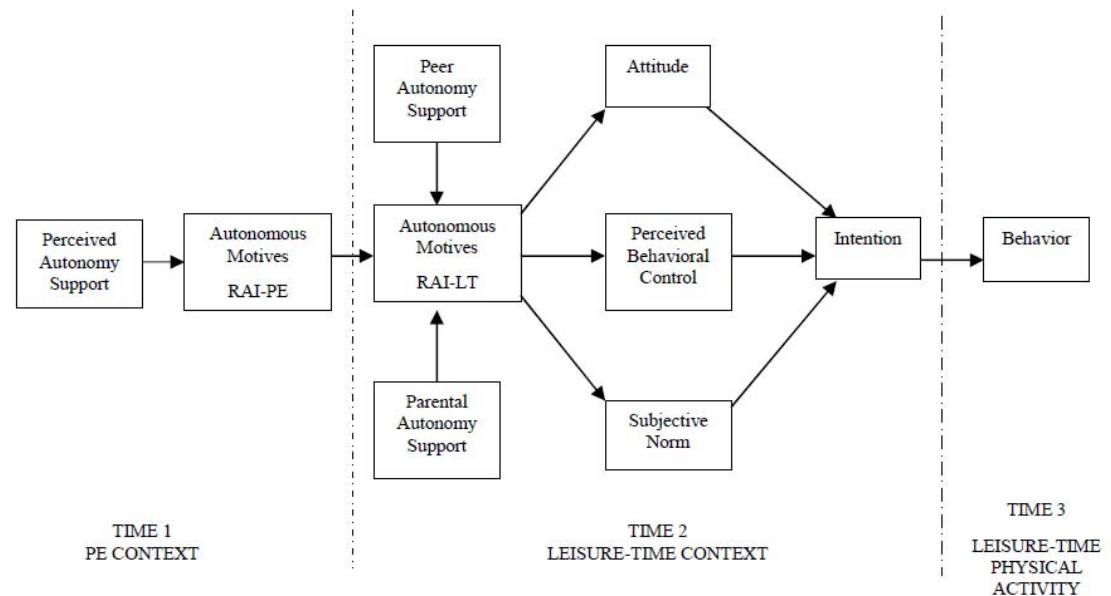 Peer
Autonomy
Support
Attitude
Perceived
Autonomy
Support
Autonomous
Motives
RAI-PE
Autonomous
Motives
RAI-LT
Perceived
Behavioral
Control
Intention
Behavior
Parental
Autonomy
Support
Subjective
Norm
TIME 1
PE CONTEXT
TIME 2
LEISURE-TIME CONTEXT
TIME 3
LEISURE-TIME
PHYSICAL
ACTIVITY